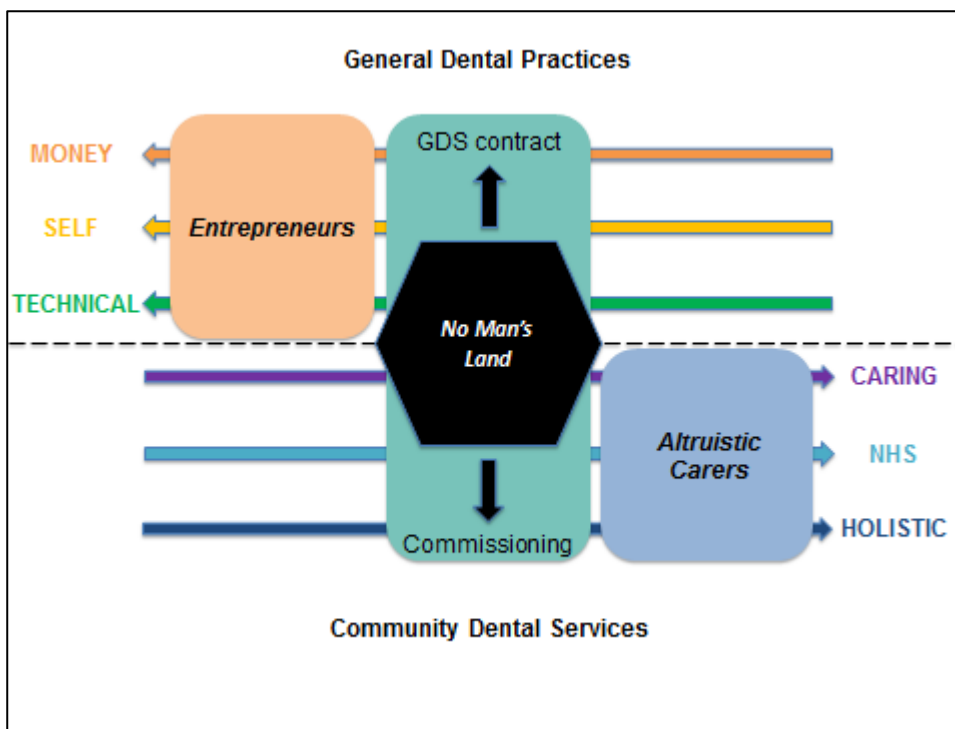 General Dental Practices
GDS contract
MONEY
SELF
Entrepreneurs
TECHNICAL
No Man's
Land
CARING
Altruistic
Carers
NHS
HOLISTIC
Commissioning
Community Dental Services